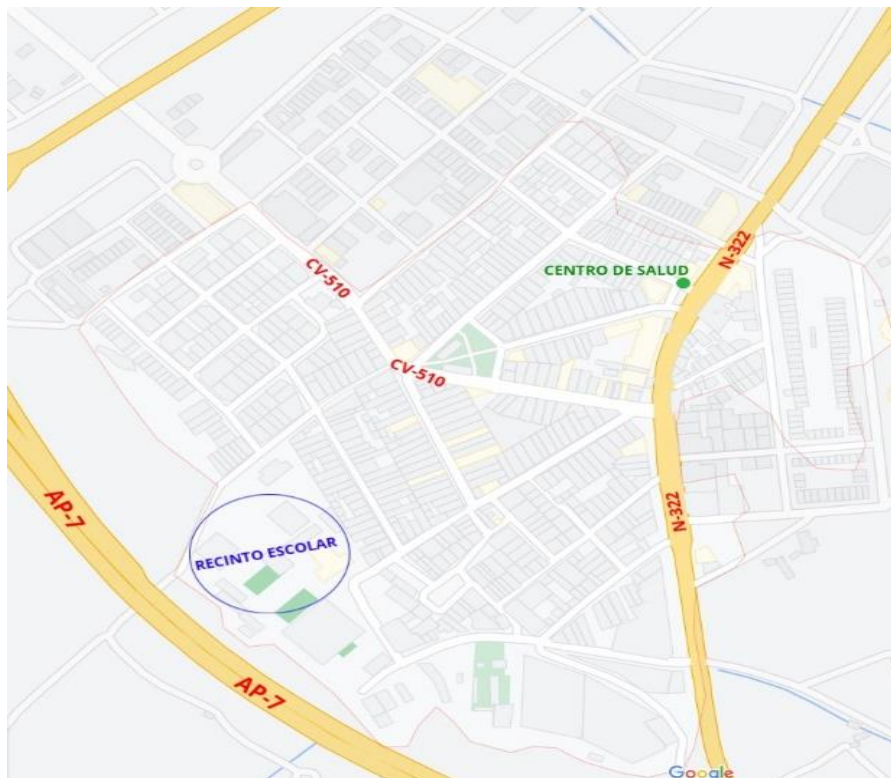 N-322
CENTRO DE SALUD
CV-510
CV-510
AP-7
N-322
RECINTO ESCOLAR
AP-7
Google